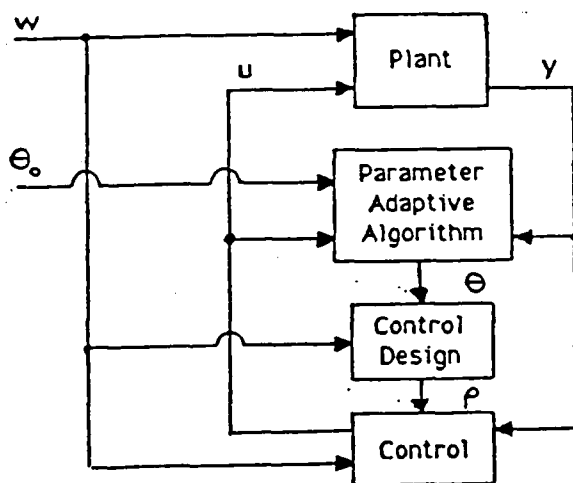 w
u
Plant
y
Θ₀
Parameter
Adaptive
Algorithm
Θ
Control
Design
ρ
Control